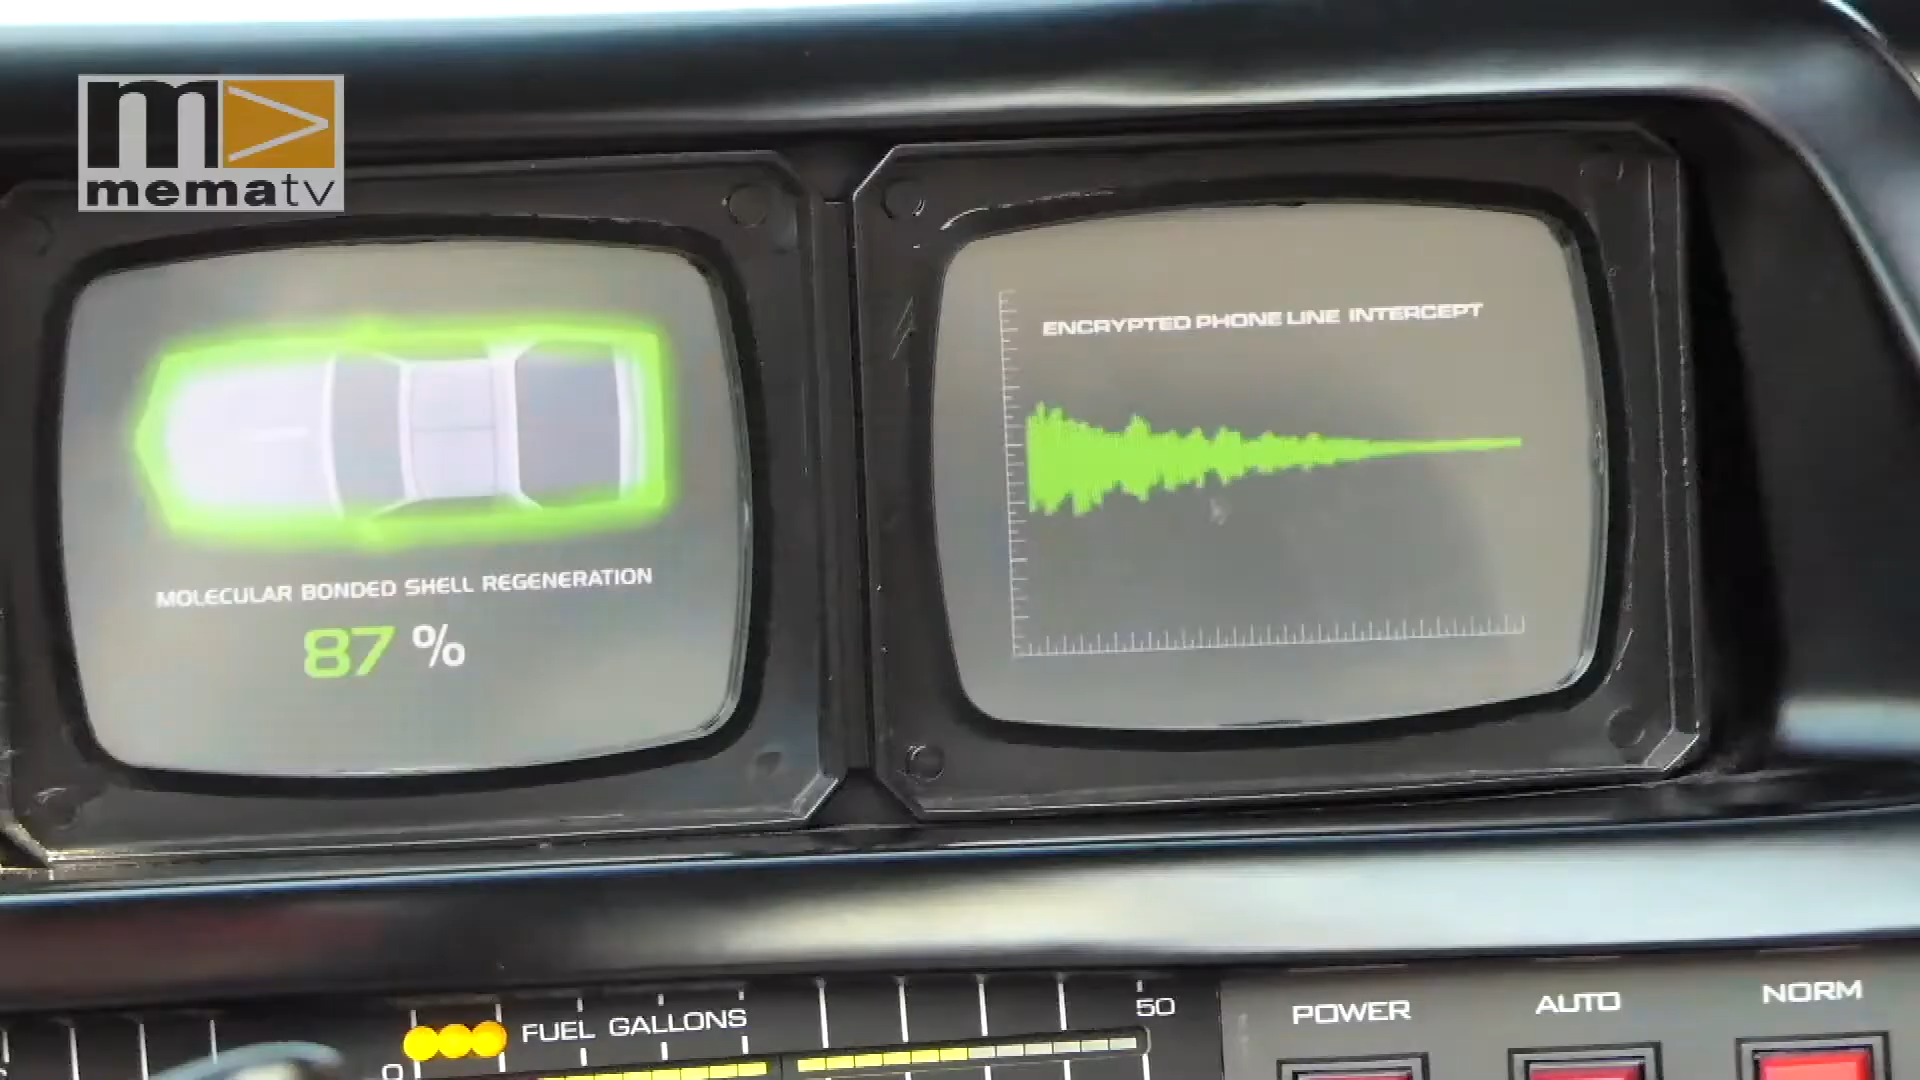 m>
mematv
ENCRYPTED PHONE LINE INTERCEPT
MOLECULAR BONDED SHELL REGENERATION
87 %
FUEL GALLONS
0
50
POWER
AUTO
NORM